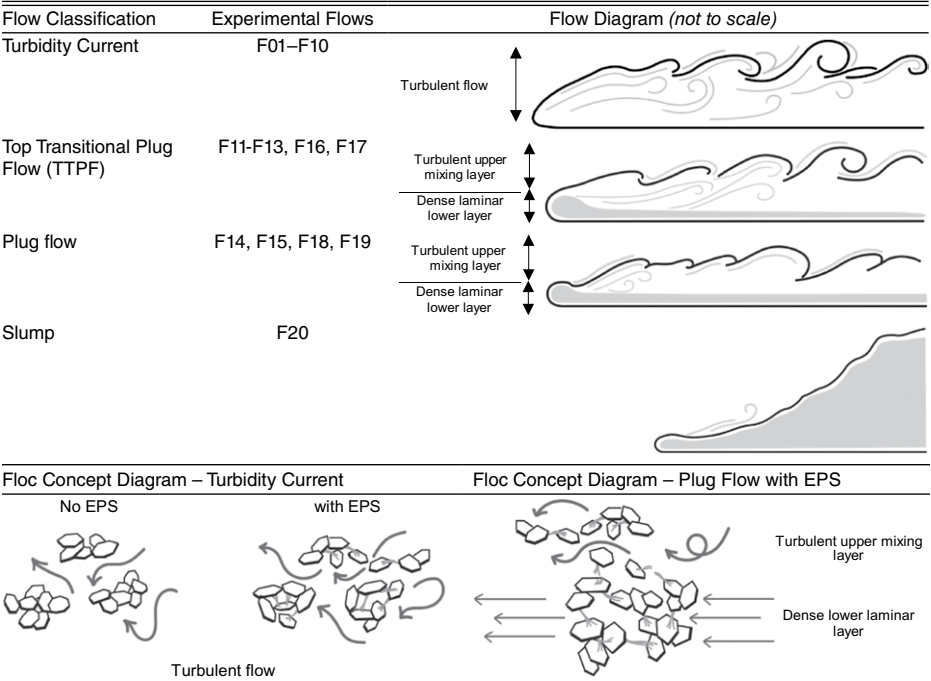 Flow Classification Experimental Flows Flow Diagram (not to scale)
Turbidity Current F01–F10
Turbulent flow
Top Transitional Plug F11-F13, F16, F17
Flow (TTPF)
Turbulent upper
mixing layer
Dense laminar
lower layer
Plug flow F14, F15, F18, F19
Turbulent upper
mixing layer
Dense laminar
lower layer
Slump F20
Floc Concept Diagram – Turbidity Current Floc Concept Diagram – Plug Flow with EPS
No EPS with EPS
Turbulent upper mixing
layer
Dense lower laminar
layer
Turbulent flow